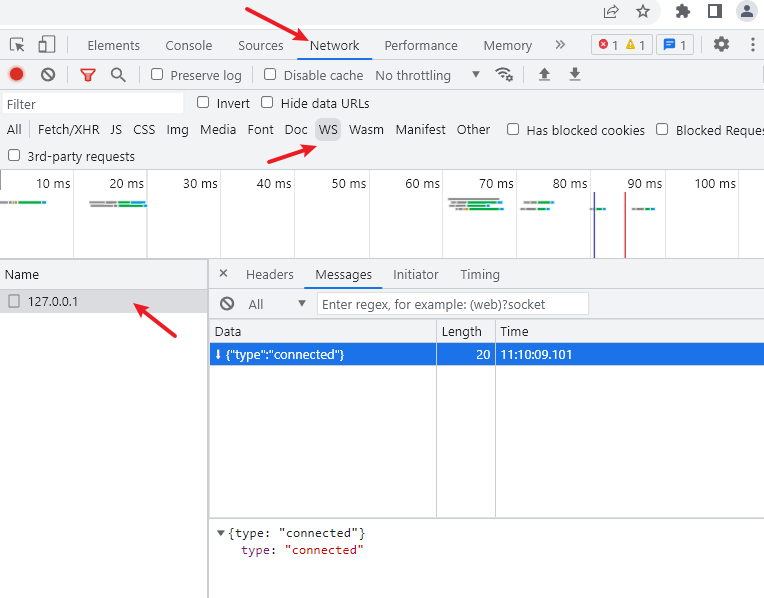 Elements Console Sources Network Performance Memory » 1 1 1
Preserve log Disable cache No throttling
Filter Invert Hide data URLs
All Fetch/XHR JS CSS Img Media Font Doc WS Wasm Manifest Other Has blocked cookies Blocked Reques
3rd-party requests
10 ms 20 ms 30 ms 40 ms 50 ms 60 ms 70 ms 80 ms 90 ms 100 ms
Name
127.0.0.1
× Headers Messages Initiator Timing
All Enter regex, for example: (web)?socket
Data Length Time
{"type":"connected"} 20 11:10:09.101
{type: "connected"}
type: "connected"